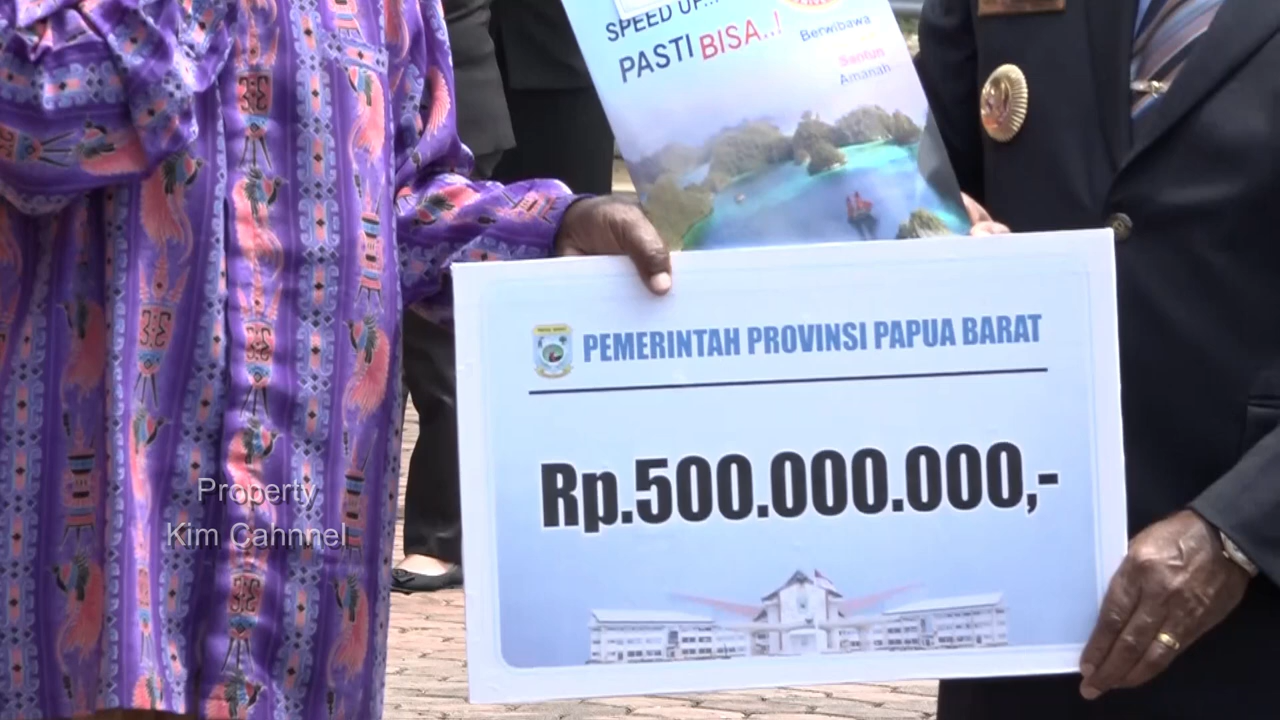 SPEED UP...
PASTI BISA..!
Berwibawa
Santun
Amanah
PEMERINTAH PROVINSI PAPUA BARAT
Rp.500.000.000,-
Property
Kim Cahnnel